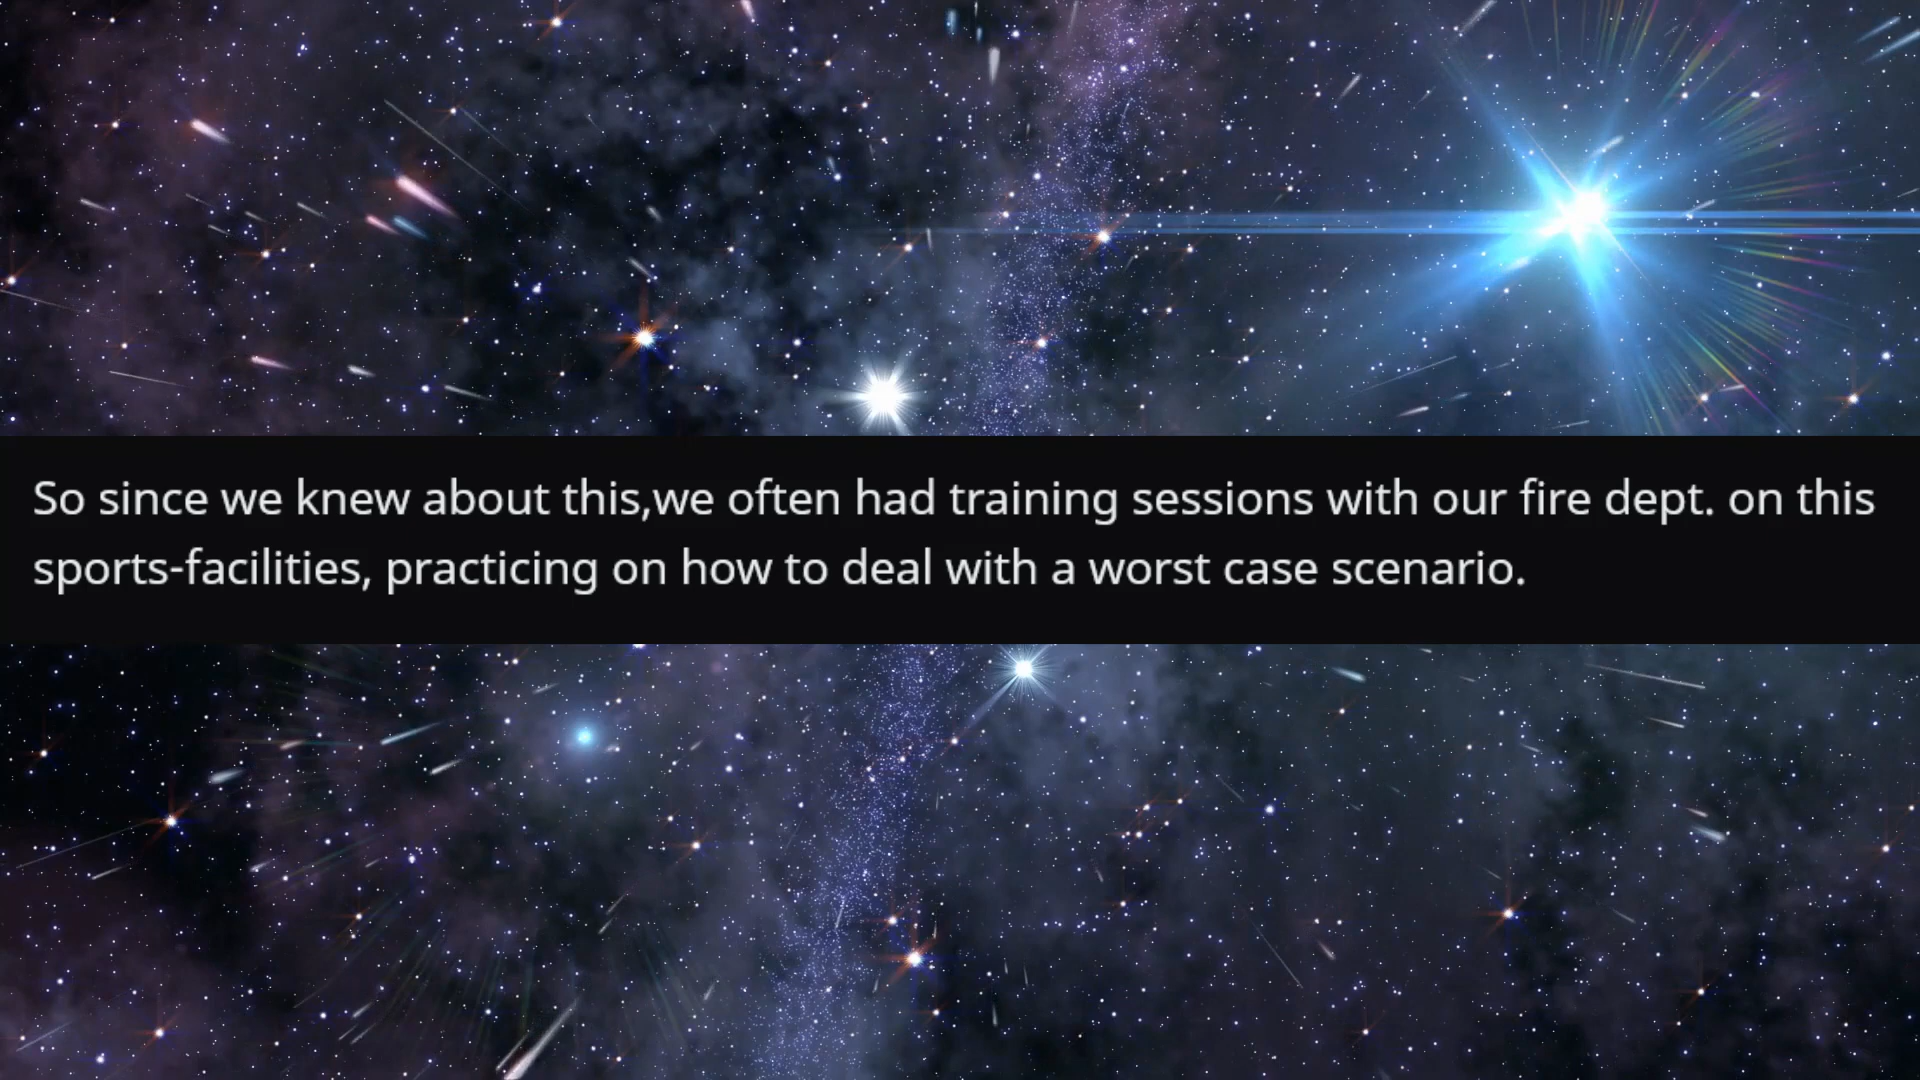 So since we knew about this,we often had training sessions with our fire dept. on this
sports-facilities, practicing on how to deal with a worst case scenario.